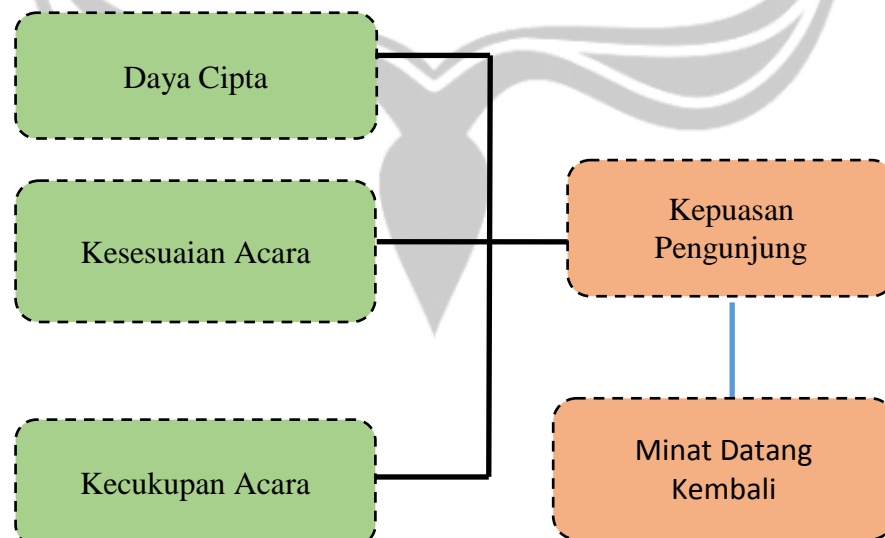 Daya Cipta
Kesesuaian Acara
Kecukupan Acara
Kepuasan
Pengunjung
Minat Datang
Kembali